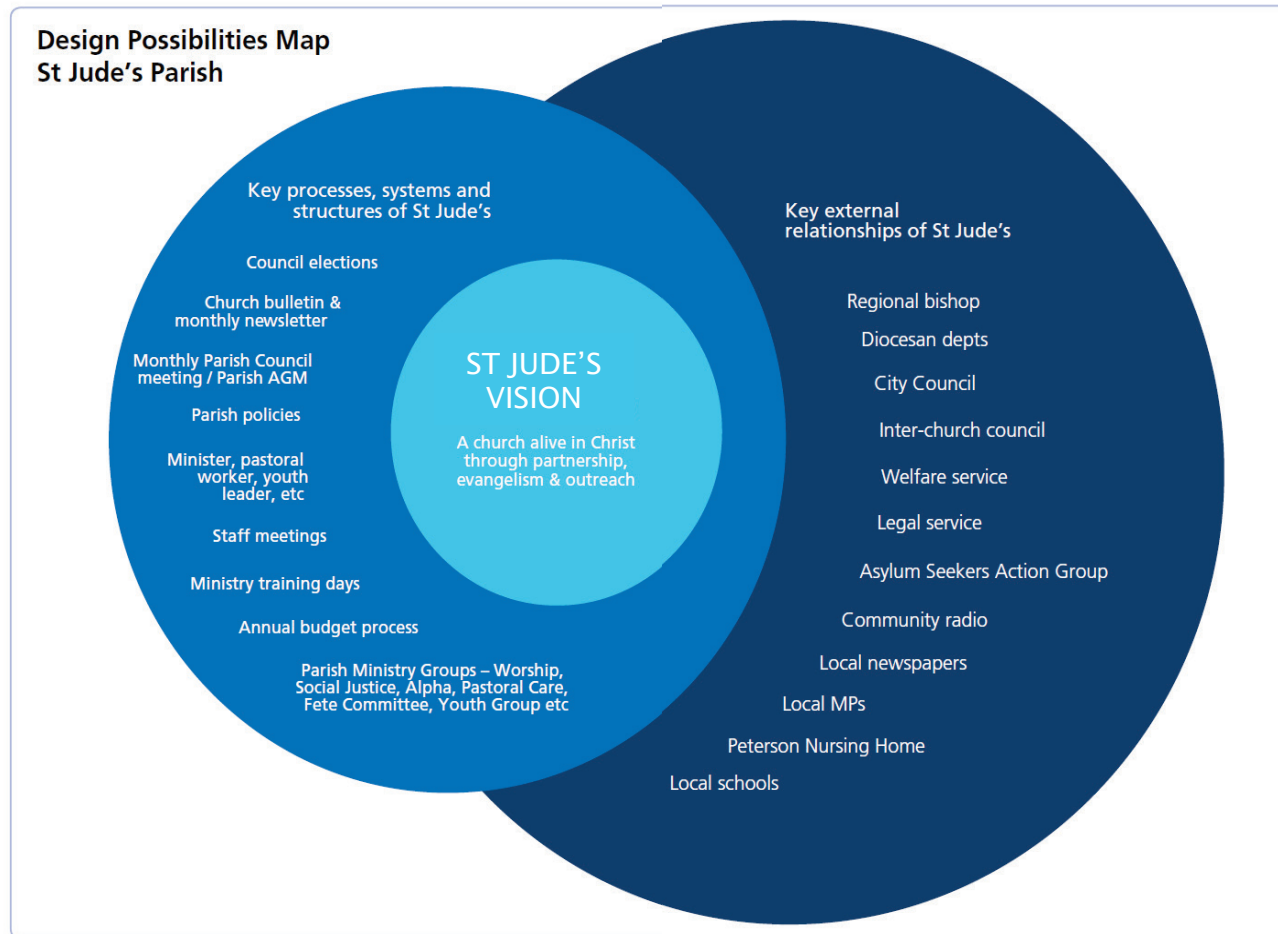 Design Possibilities Map
St Jude’s Parish
Key processes, systems and
structures of St Jude’s
Council elections
Church bulletin &
monthly newsletter
Monthly Parish Council
meeting / Parish AGM
Parish policies
Minister, pastoral
worker, youth
leader, etc
Staff meetings
Ministry training days
Annual budget process
Parish Ministry Groups – Worship,
Social Justice, Alpha, Pastoral Care,
Fete Committee, Youth Group etc
ST JUDE’S
VISION
A church alive in Christ
through partnership,
evangelism & outreach
Key external
relationships of St Jude’s
Regional bishop
Diocesan depts
City Council
Inter-church council
Welfare service
Legal service
Asylum Seekers Action Group
Community radio
Local newspapers
Local MPs
Peterson Nursing Home
Local schools